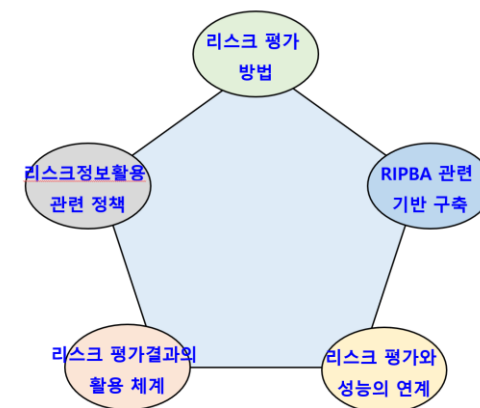 리스크 평가
방법
리스크정보활용
관련 정책
RIPBA 관련
기반 구축
리스크 평가결과의
활용 체계
리스크 평가와
성능의 연계